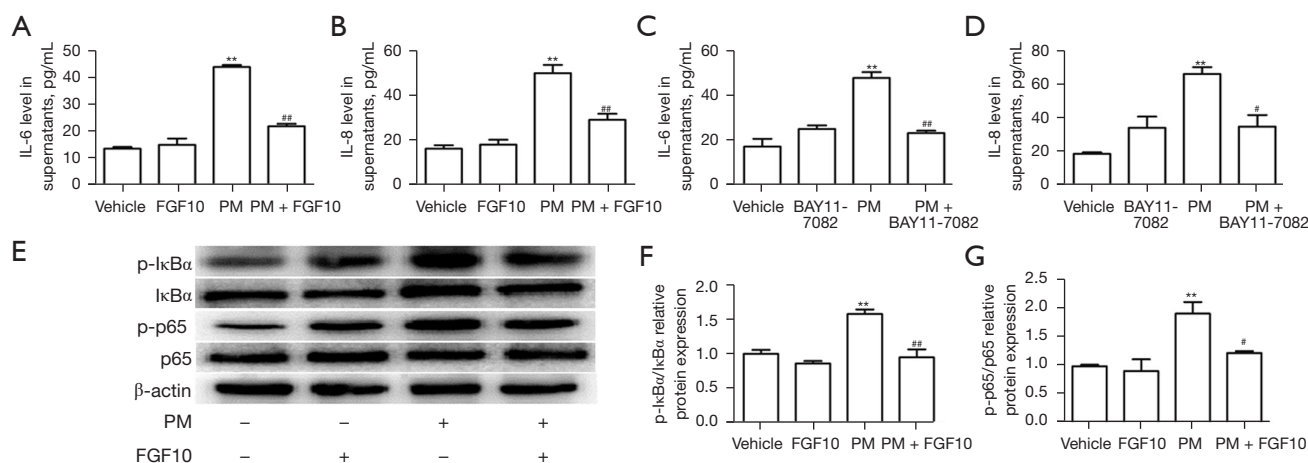 A
IL-6 level in
supernatants, pg/mL
50
40
30
20
10
0
**
##
Vehicle FGF10 PM PM + FGF10
B
IL-8 level in
supernatants, pg/mL
60
40
20
0
**
##
Vehicle FGF10 PM PM + FGF10
C
IL-6 level in
supernatants, pg/mL
60
40
20
0
**
##
Vehicle BAY11- PM PM +
7082 BAY11-7082
D
IL-8 level in
supernatants, pg/mL
80
60
40
20
0
**
#
Vehicle BAY11- PM PM +
7082 BAY11-7082
E
p-IκBα
IκBα
p-p65
p65
β-actin
PM – – + +
FGF10 – + – +
F
p-IκBα/IκBα relative
protein expression
2.0
1.5
1.0
0.5
0.0
**
##
Vehicle FGF10 PM PM + FGF10
G
p-p65/p65 relative
protein expression
2.5
2.0
1.5
1.0
0.5
0.0
**
#
Vehicle FGF10 PM PM + FGF10